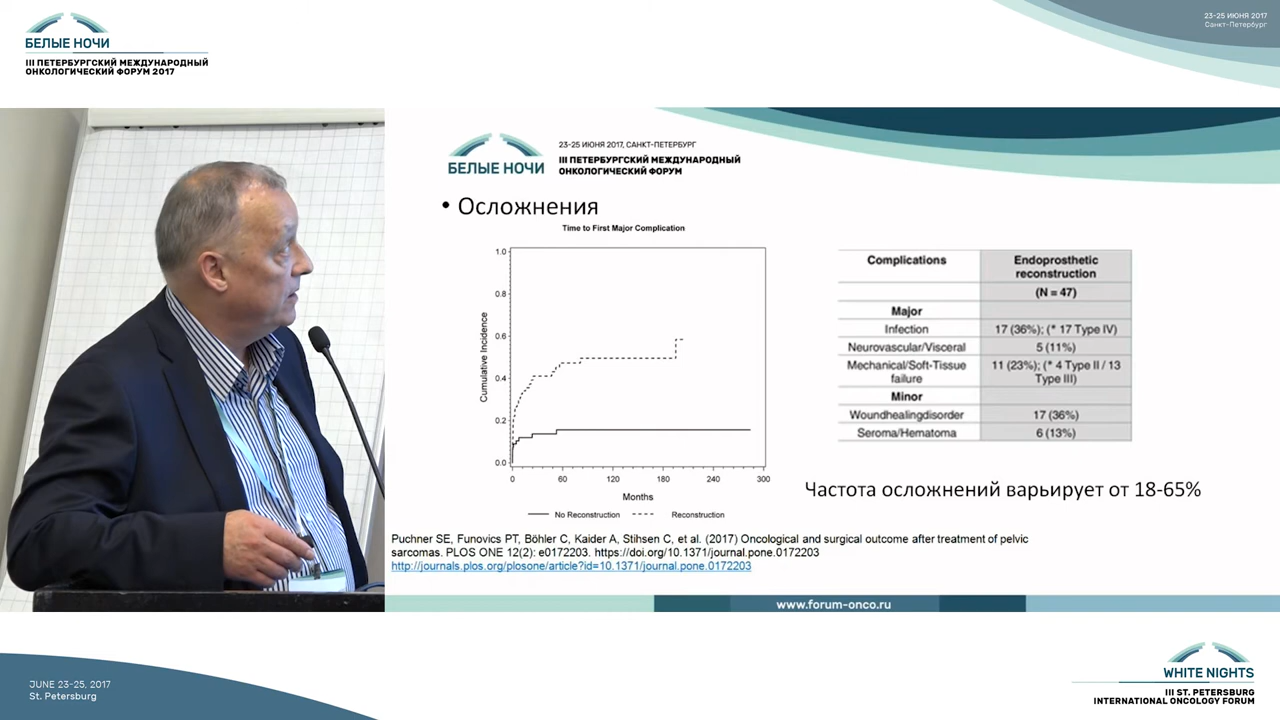 БЕЛЫЕ НОЧИ
III ПЕТЕРБУРГСКИЙ МЕЖДУНАРОДНЫЙ
ОНКОЛОГИЧЕСКИЙ ФОРУМ 2017
23-25 ИЮНЯ 2017
Санкт-Петербург
БЕЛЫЕ НОЧИ
23-25 ИЮНЯ 2017, САНКТ-ПЕТЕРБУРГ
III ПЕТЕРБУРГСКИЙ МЕЖДУНАРОДНЫЙ
ОНКОЛОГИЧЕСКИЙ ФОРУМ
• Осложнения
Time to First Major Complication
Cumulative Incidence
1.0
0.8
0.6
0.4
0.2
0.0
0 60 120 180 240 300
Months
No Reconstruction Reconstruction
Complications Endoprosthetic
reconstruction
(N = 47)
Major
Infection 17 (36%); (* 17 Type IV)
Neurovascular/Visceral 5 (11%)
Mechanical/Soft-Tissue 11 (23%); (* 4 Type II / 13
failure Type III)
Minor
Woundhealingdisorder 17 (36%)
Seroma/Hematoma 6 (13%)
Частота осложнений варьирует от 18-65%
Puchner SE, Funovics PT, Böhler C, Kaider A, Stihsen C, et al. (2017) Oncological and surgical outcome after treatment of pelvic
sarcomas. PLOS ONE 12(2): e0172203. https://doi.org/10.1371/journal.pone.0172203
http://journals.plos.org/plosone/article?id=10.1371/journal.pone.0172203
www.forum-onco.ru
JUNE 23-25, 2017
St. Petersburg
WHITE NIGHTS
III ST. PETERSBURG
INTERNATIONAL ONCOLOGY FORUM